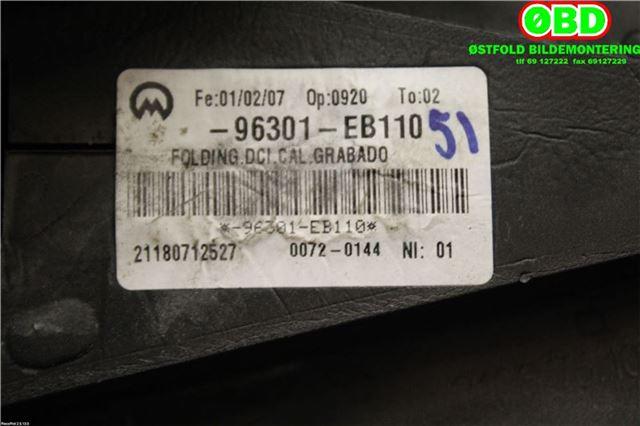 ØBD
ØSTFOLD BILDEMONTERING
tlf 69 127222 fax 69127229
Fe:01/02/07 Op:0920 To:02
-96301-EB110 51
FOLDING.DCI.CAL.GRABADO
*-96301-EB110*
21180712527 0072-0144 NI: 01